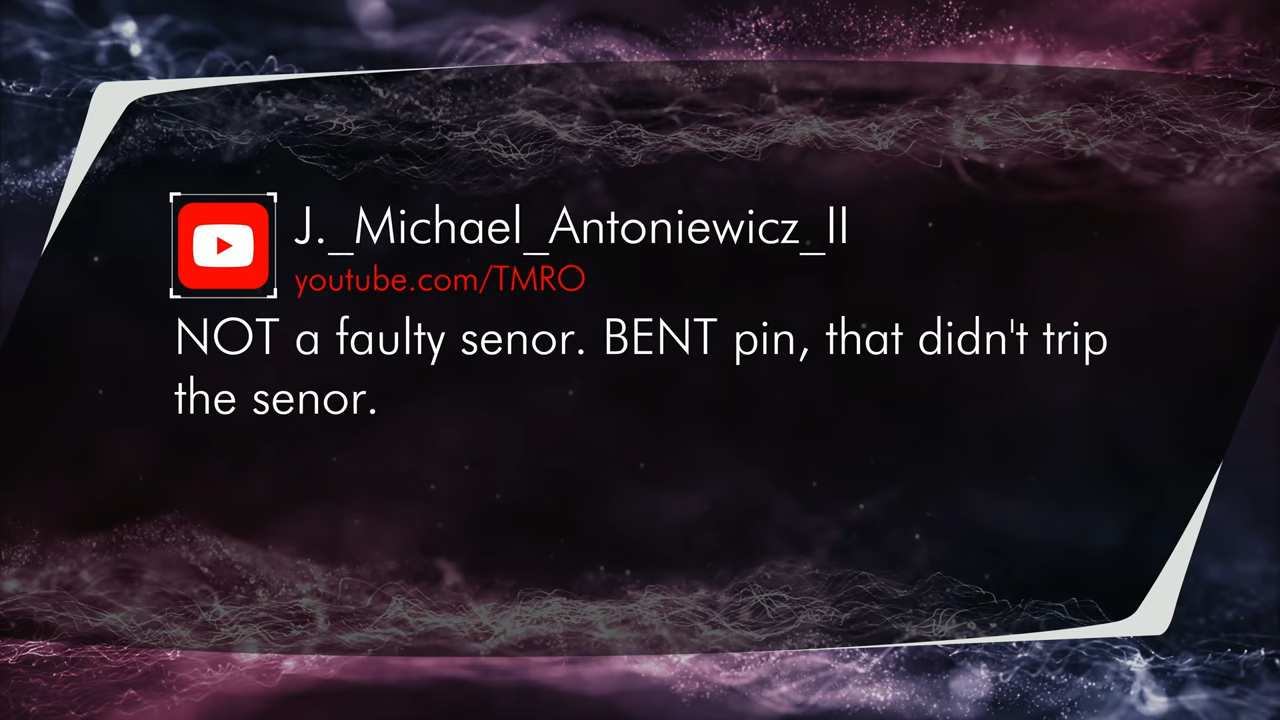 J._Michael_Antoniewicz_II
youtube.com/TMRO
NOT a faulty senor. BENT pin, that didn't trip
the senor.